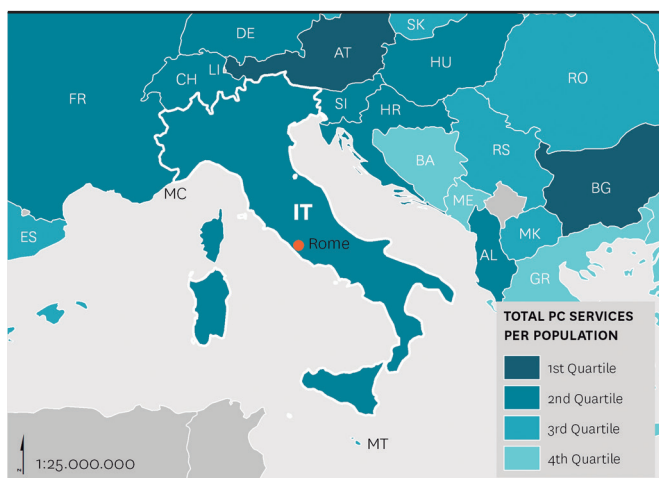 SK
DE
AT
LI
CH
HU
RO
FR
SI
HR
BA
RS
MC
ME
BG
IT
ES
Rome
MK
AL
GR
TOTAL PC SERVICES
PER POPULATION
1st Quartile
2nd Quartile
3rd Quartile
4th Quartile
MT
1:25.000.000